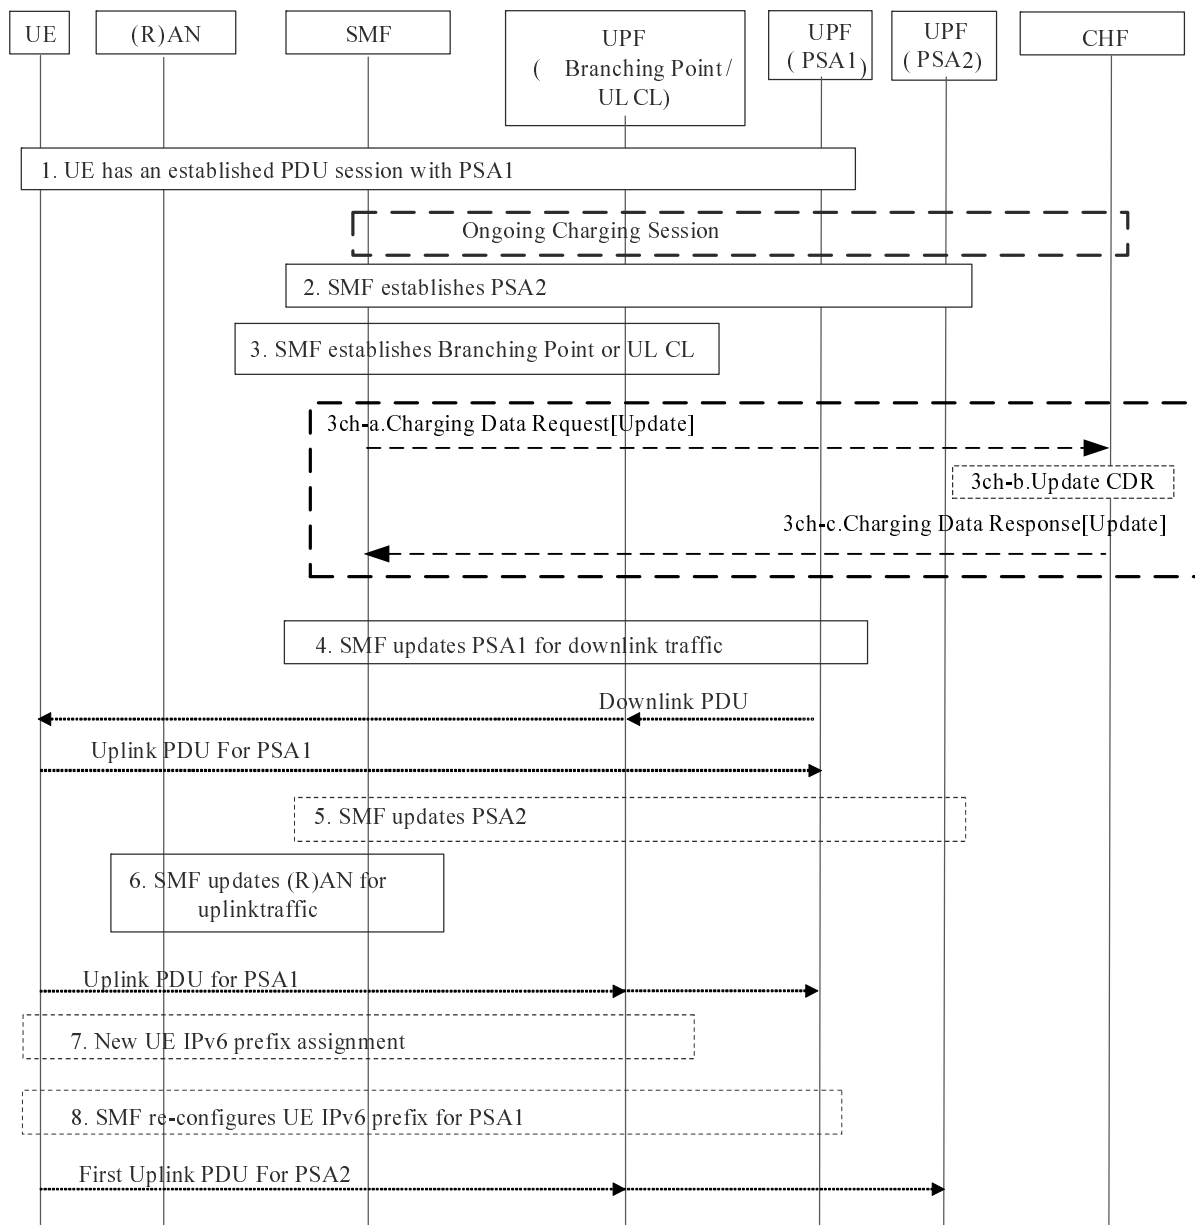 UE
(R)AN
SMF
UPF
( Branching Point /
UL CL)
UPF
( PSA1)
UPF
( PSA2)
CHF
1. UE has an established PDU session with PSA1
Ongoing Charging Session
2. SMF establishes PSA2
3. SMF establishes Branching Point or UL CL
3ch-a.Charging Data Request[Update]
3ch-b.Update CDR
3ch-c.Charging Data Response[Update]
4. SMF updates PSA1 for downlink traffic
Downlink PDU
Uplink PDU For PSA1
5. SMF updates PSA2
6. SMF updates (R)AN for
uplinktraffic
Uplink PDU for PSA1
7. New UE IPv6 prefix assignment
8. SMF re-configures UE IPv6 prefix for PSA1
First Uplink PDU For PSA2